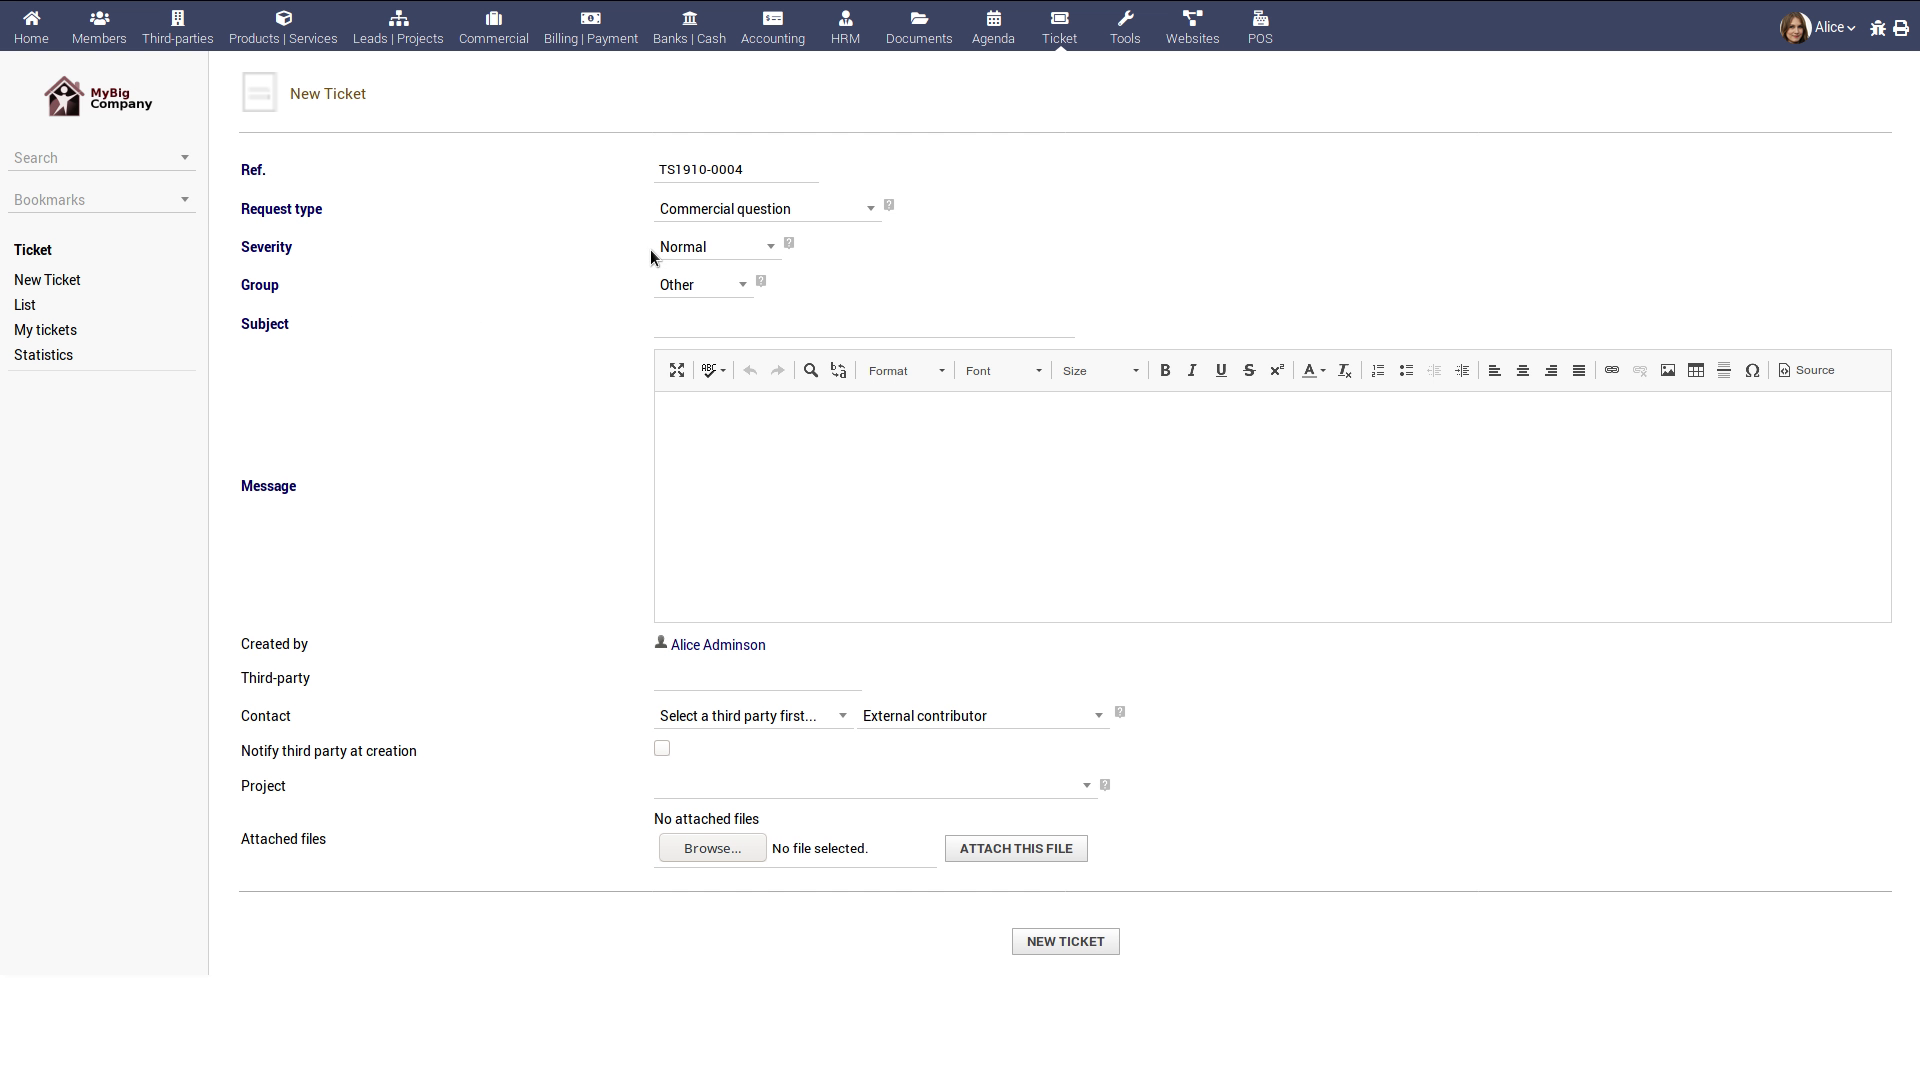 Home Members Third-parties Products | Services Leads | Projects Commercial Billing | Payment Banks | Cash Accounting HRM Documents Agenda Ticket Tools Websites POS Alice
MyBig
Company
Search
Bookmarks
Ticket
New Ticket
List
My tickets
Statistics
New Ticket
Ref. TS1910-0004
Request type Commercial question ?
Severity Normal ?
Group Other ?
Subject
ABC Format Font Size B I U S x² A Tx Ω Source
Message
Created by Alice Adminson
Third-party
Contact Select a third party first... External contributor ?
Notify third party at creation
Project ?
No attached files
Attached files
Browse... No file selected. ATTACH THIS FILE
NEW TICKET